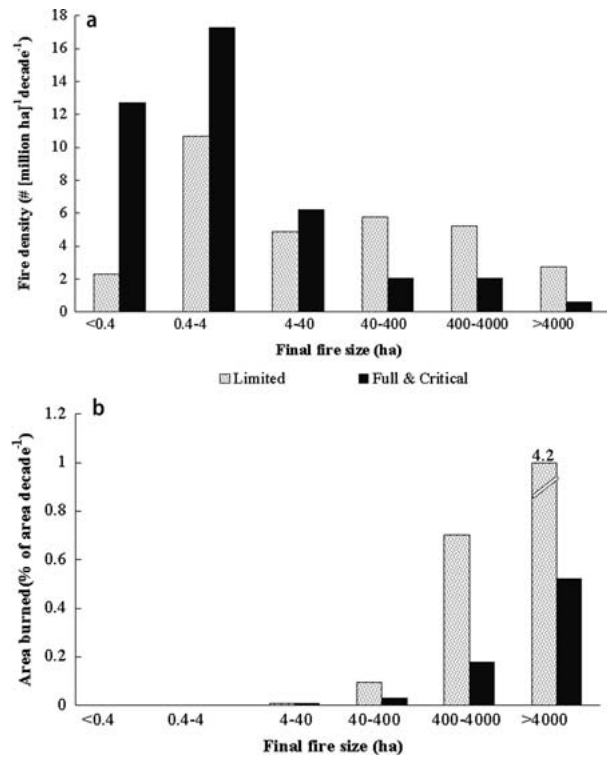 a
18
16
14
12
10
8
6
4
2
0
Fire density (# [million ha]⁻¹decade⁻¹)
<0.4 0.4-4 4-40 40-400 400-4000 >4000
Final fire size (ha)
Limited Full & Critical
b
1.2
1
0.8
0.6
0.4
0.2
0
Area burned(% of area decade⁻¹)
4.2
<0.4 0.4-4 4-40 40-400 400-4000 >4000
Final fire size (ha)